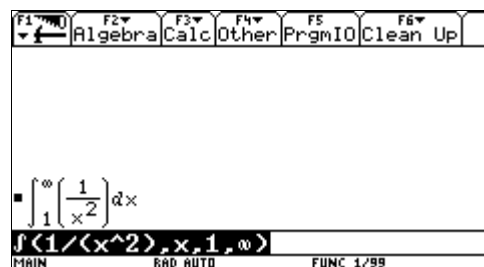 F1 F2 F3 F4 F5 F6
Algebra Calc Other PrgmIO Clean Up
∫₁^∞ (1/x²) dx
∫(1/(x^2),x,1,∞)
MAIN RAD AUTO FUNC 1/99